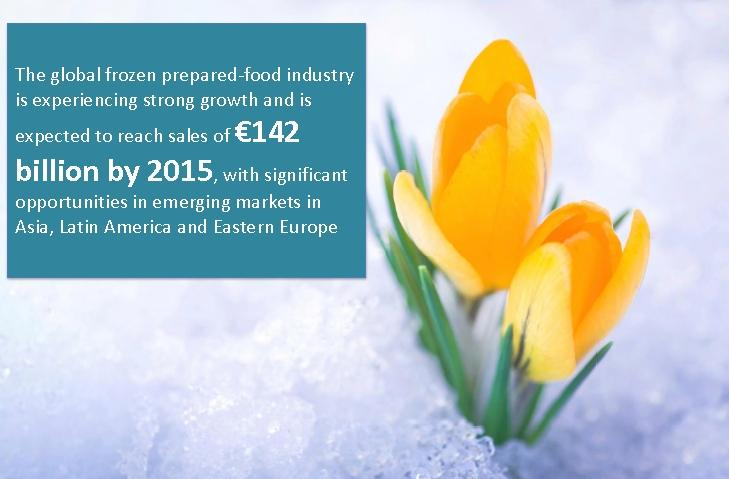 The global frozen prepared-food industry
is experiencing strong growth and is
expected to reach sales of €142
billion by 2015, with significant
opportunities in emerging markets in
Asia, Latin America and Eastern Europe